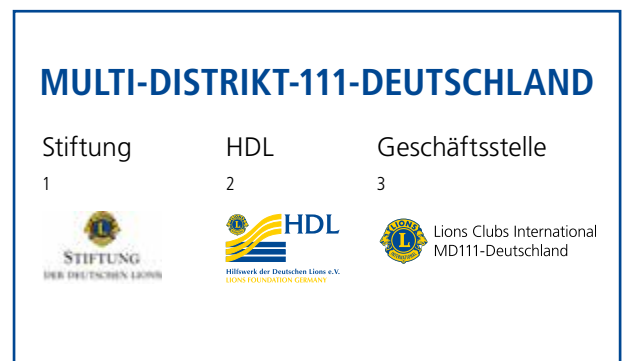 MULTI-DISTRIKT-111-DEUTSCHLAND
Stiftung HDL Geschäftsstelle
1 2 3
STIFTUNG
DER DEUTSCHEN LIONS
HDL
Hilfswerk der Deutschen Lions e.V.
LIONS FOUNDATION GERMANY
L
LIONS
INTERNATIONAL
Lions Clubs International
MD111-Deutschland